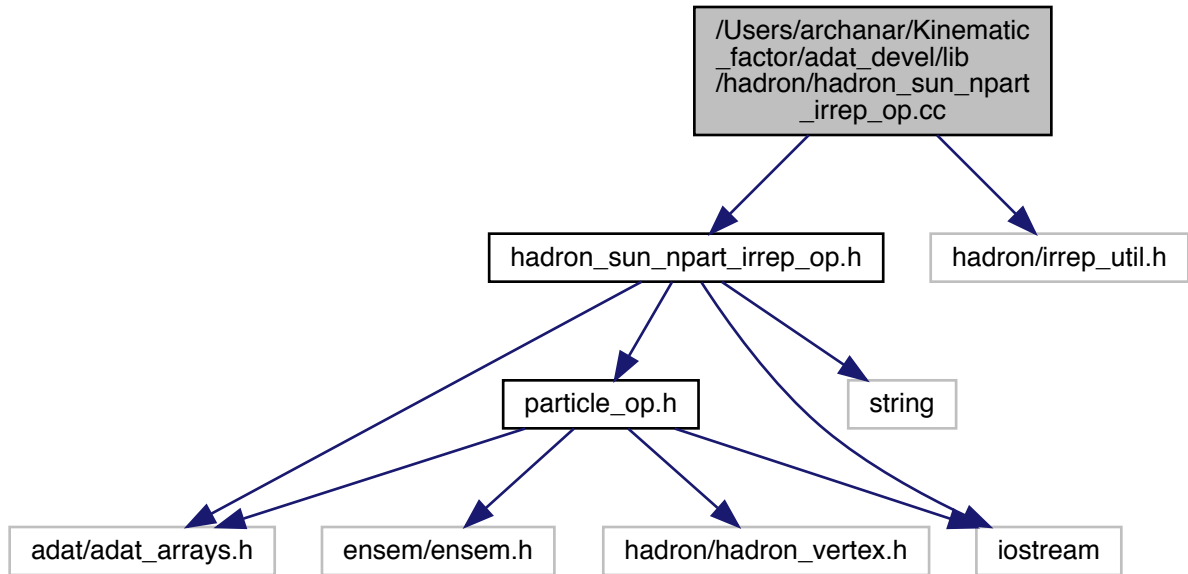 /Users/archanar/Kinematic
_factor/adat_devel/lib
/hadron/hadron_sun_npart
_irrep_op.cc
hadron_sun_npart_irrep_op.h
hadron/irrep_util.h
particle_op.h
string
adat/adat_arrays.h
ensem/ensem.h
hadron/hadron_vertex.h
iostream